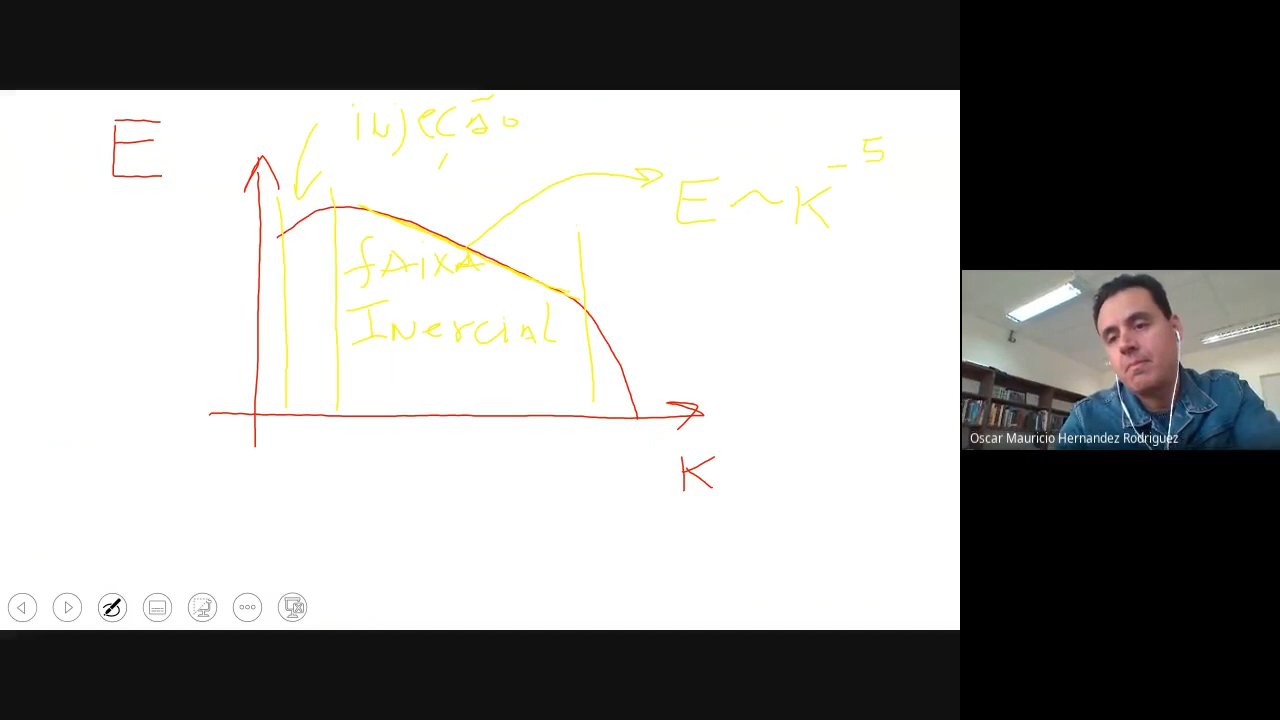 E
injeção
E ~ K^-5
faixa
Inercial
K
Oscar Mauricio Hernandez Rodriguez